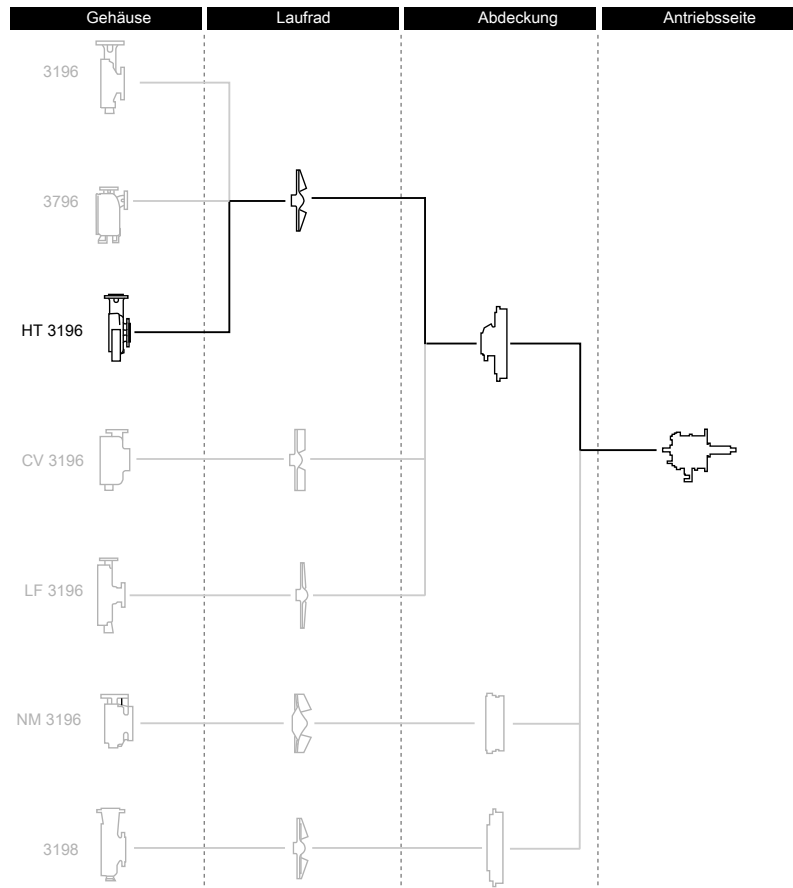 Gehäuse Laufrad Abdeckung Antriebsseite
3196
3796
HT 3196
CV 3196
LF 3196
NM 3196
3198